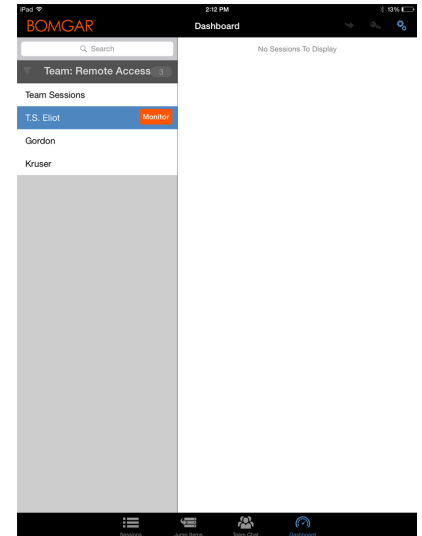 iPad 2:12 PM 13%
BOMGAR Dashboard
Search
No Sessions To Display
Team: Remote Access 3
Team Sessions
T.S. Eliot Monitor
Gordon
Kruser
Sessions Jump Items Team Chat Dashboard